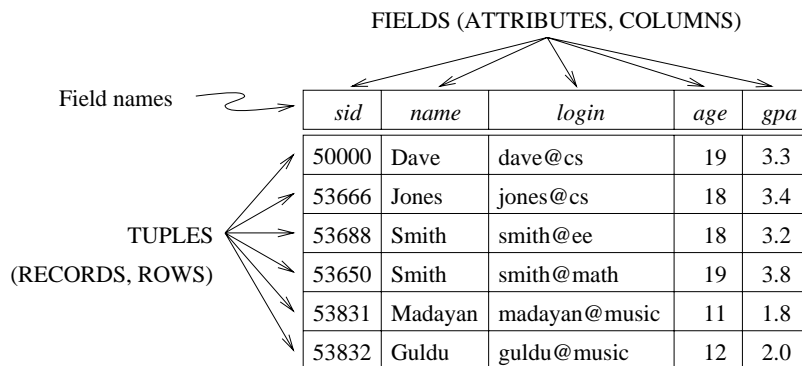 FIELDS (ATTRIBUTES, COLUMNS)
Field names
sid name login age gpa
50000 Dave dave@cs 19 3.3
53666 Jones jones@cs 18 3.4
53688 Smith smith@ee 18 3.2
TUPLES
53650 Smith smith@math 19 3.8
(RECORDS, ROWS)
53831 Madayan madayan@music 11 1.8
53832 Guldu guldu@music 12 2.0